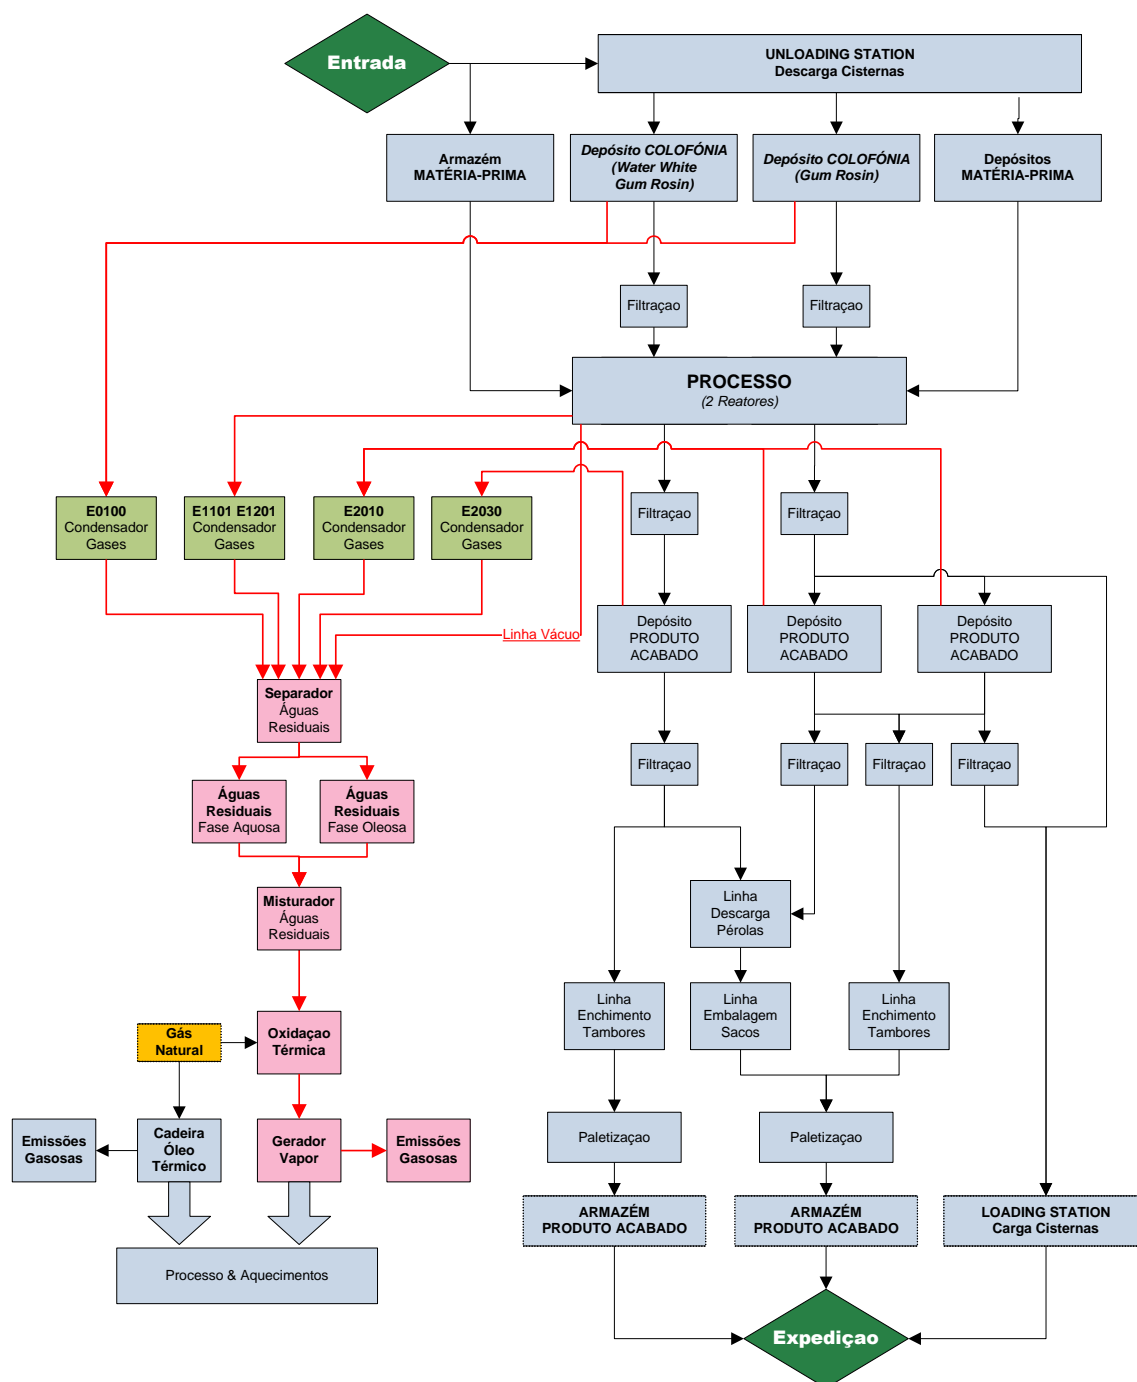 Entrada
UNLOADING STATION
Descarga Cisternas
Armazém
MATÉRIA-PRIMA
Depósito COLOFÓNIA
(Water White
Gum Rosin)
Depósito COLOFÓNIA
(Gum Rosin)
Depósitos
MATÉRIA-PRIMA
Filtraçao
Filtraçao
PROCESSO
(2 Reatores)
E0100
Condensador
Gases
E1101 E1201
Condensador
Gases
E2010
Condensador
Gases
E2030
Condensador
Gases
Filtraçao
Filtraçao
Linha Vácuo
Depósito
PRODUTO
ACABADO
Depósito
PRODUTO
ACABADO
Depósito
PRODUTO
ACABADO
Separador
Águas
Residuais
Filtraçao
Filtraçao
Filtraçao
Filtraçao
Águas
Residuais
Fase Aquosa
Águas
Residuais
Fase Oleosa
Misturador
Águas
Residuais
Linha
Descarga
Pérolas
Linha
Enchimento
Tambores
Linha
Embalagem
Sacos
Linha
Enchimento
Tambores
Gás
Natural
Oxidaçao
Térmica
Emissões
Gasosas
Cadeira
Óleo
Térmico
Gerador
Vapor
Emissões
Gasosas
Paletizaçao
Paletizaçao
ARMAZÉM
PRODUTO ACABADO
ARMAZÉM
PRODUTO ACABADO
LOADING STATION
Carga Cisternas
Processo & Aquecimentos
Expediçao